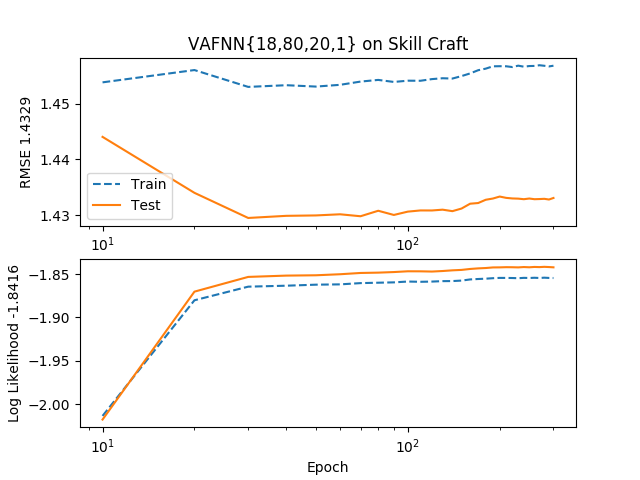 VAFNN{18,80,20,1} on Skill Craft
RMSE 1.4329
1.45
1.44
1.43
Train
Test
10¹
10²
Log Likelihood -1.8416
−1.85
−1.90
−1.95
−2.00
10¹
10²
Epoch